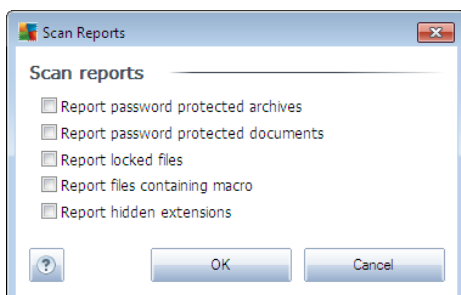 Scan Reports
Scan reports
Report password protected archives
Report password protected documents
Report locked files
Report files containing macro
Report hidden extensions
?
OK
Cancel